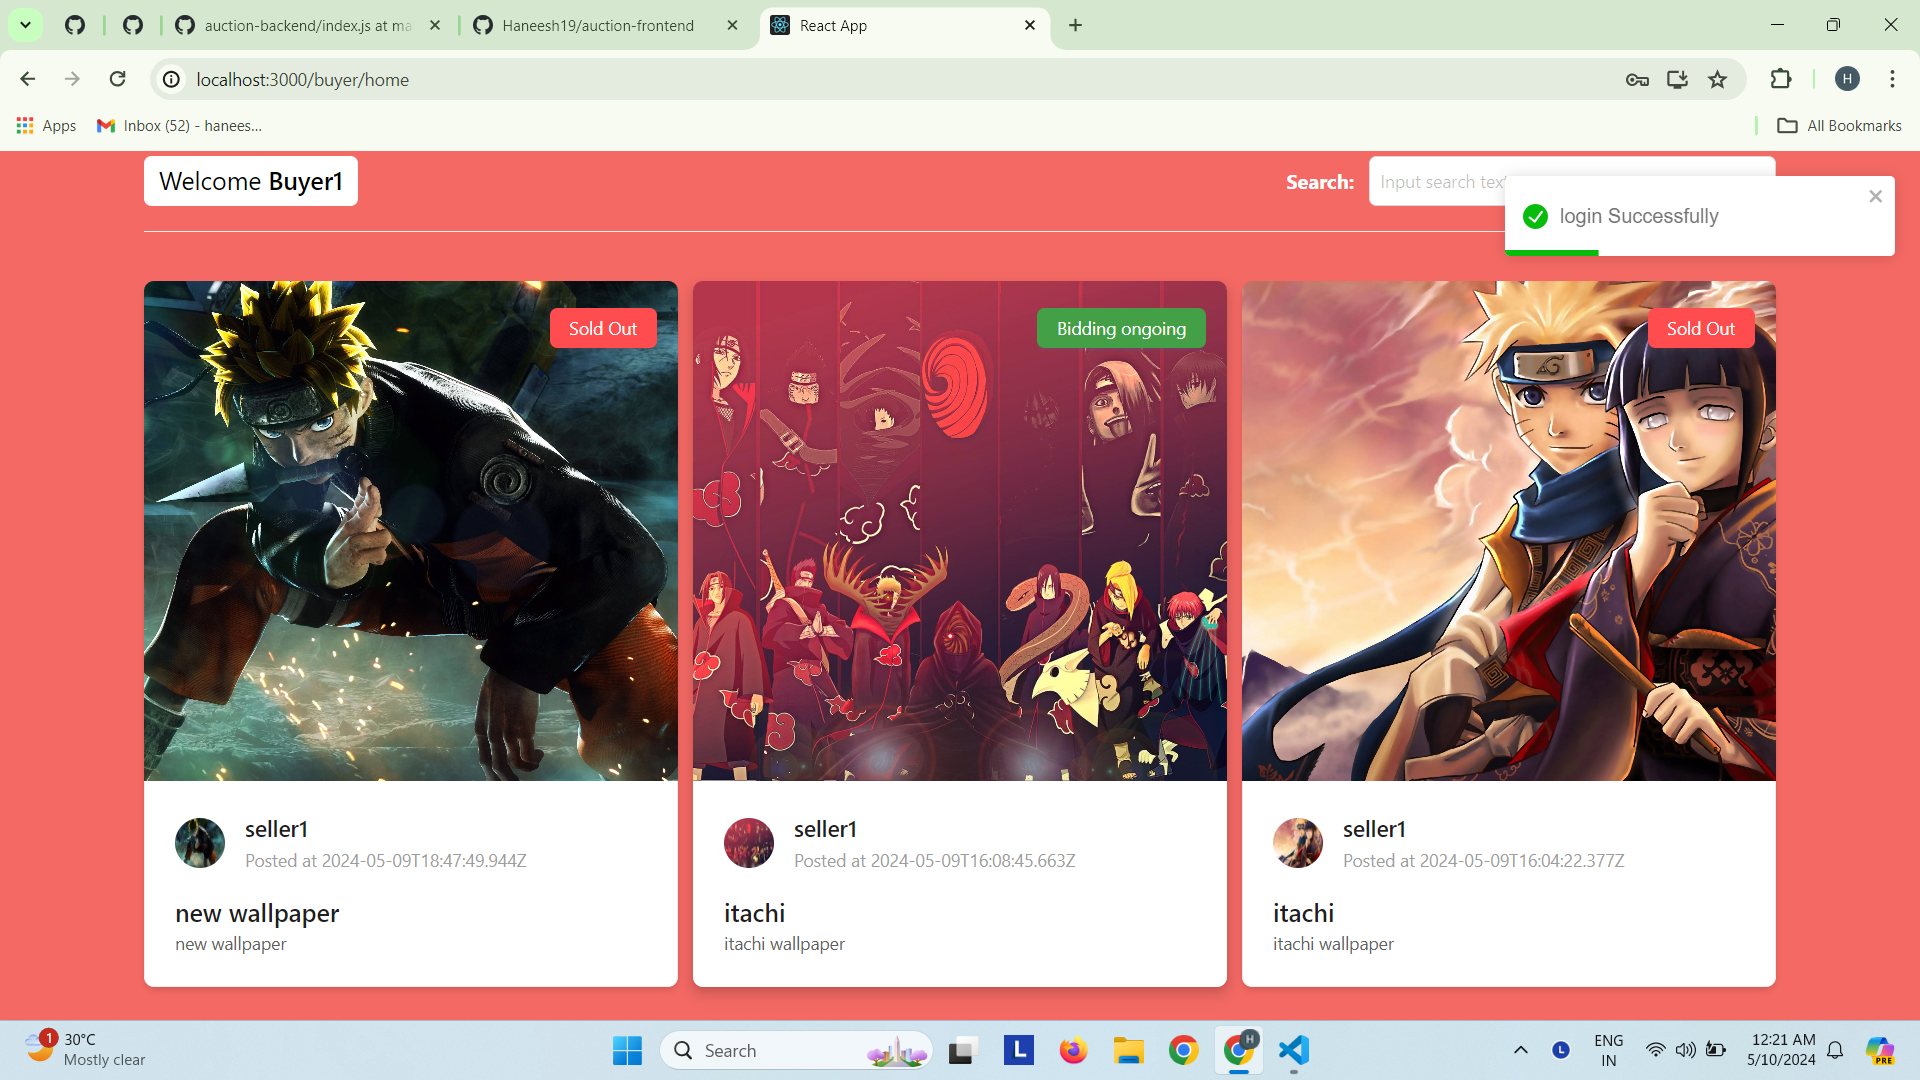 auction-backend/index.js at ma
Haneesh19/auction-frontend
React App
localhost:3000/buyer/home
H
Apps
Inbox (52) - hanees...
All Bookmarks
Welcome Buyer1
Search:
Input search tex
login Successfully
Sold Out
Bidding ongoing
Sold Out
seller1
Posted at 2024-05-09T18:47:49.944Z
seller1
Posted at 2024-05-09T16:08:45.663Z
seller1
Posted at 2024-05-09T16:04:22.377Z
new wallpaper
new wallpaper
itachi
itachi wallpaper
itachi
itachi wallpaper
1
30°C
Mostly clear
Search
L
H
L
ENG
IN
12:21 AM
5/10/2024
PRE